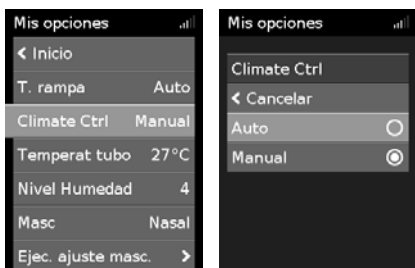 Mis opciones
< Inicio
T. rampa Auto
Climate Ctrl Manual
Temperat tubo 27°C
Nivel Humedad 4
Masc Nasal
Ejec. ajuste masc. >
Mis opciones
Climate Ctrl
< Cancelar
Auto
Manual